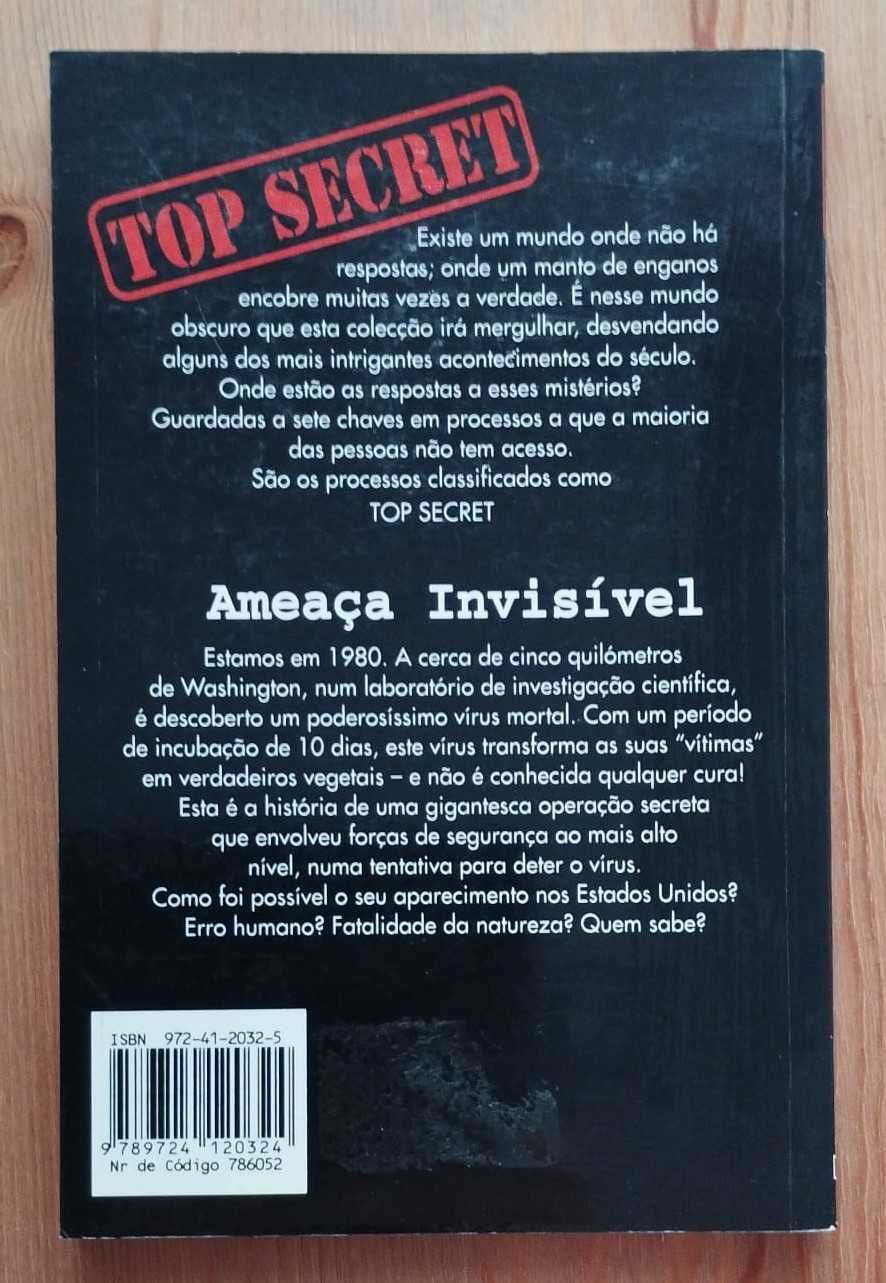 TOP SECRET
Existe um mundo onde não há
respostas; onde um manto de enganos
encobre muitas vezes a verdade. É nesse mundo
obscuro que esta colecção irá mergulhar, desvendando
alguns dos mais intrigantes acontecimentos do século.
Onde estão as respostas a esses mistérios?
Guardadas a sete chaves em processos a que a maioria
das pessoas não tem acesso.
São os processos classificados como
TOP SECRET
Ameaça Invisível
Estamos em 1980. A cerca de cinco quilómetros
de Washington, num laboratório de investigação científica,
é descoberto um poderosíssimo vírus mortal. Com um período
de incubação de 10 dias, este vírus transforma as suas “vítimas”
em verdadeiros vegetais – e não é conhecida qualquer cura!
Esta é a história de uma gigantesca operação secreta
que envolveu forças de segurança ao mais alto
nível, numa tentativa para deter o vírus.
Como foi possível o seu aparecimento nos Estados Unidos?
Erro humano? Fatalidade da natureza? Quem sabe?
ISBN 972-41-2032-5
9 789724 120324
Nr de Código 786052